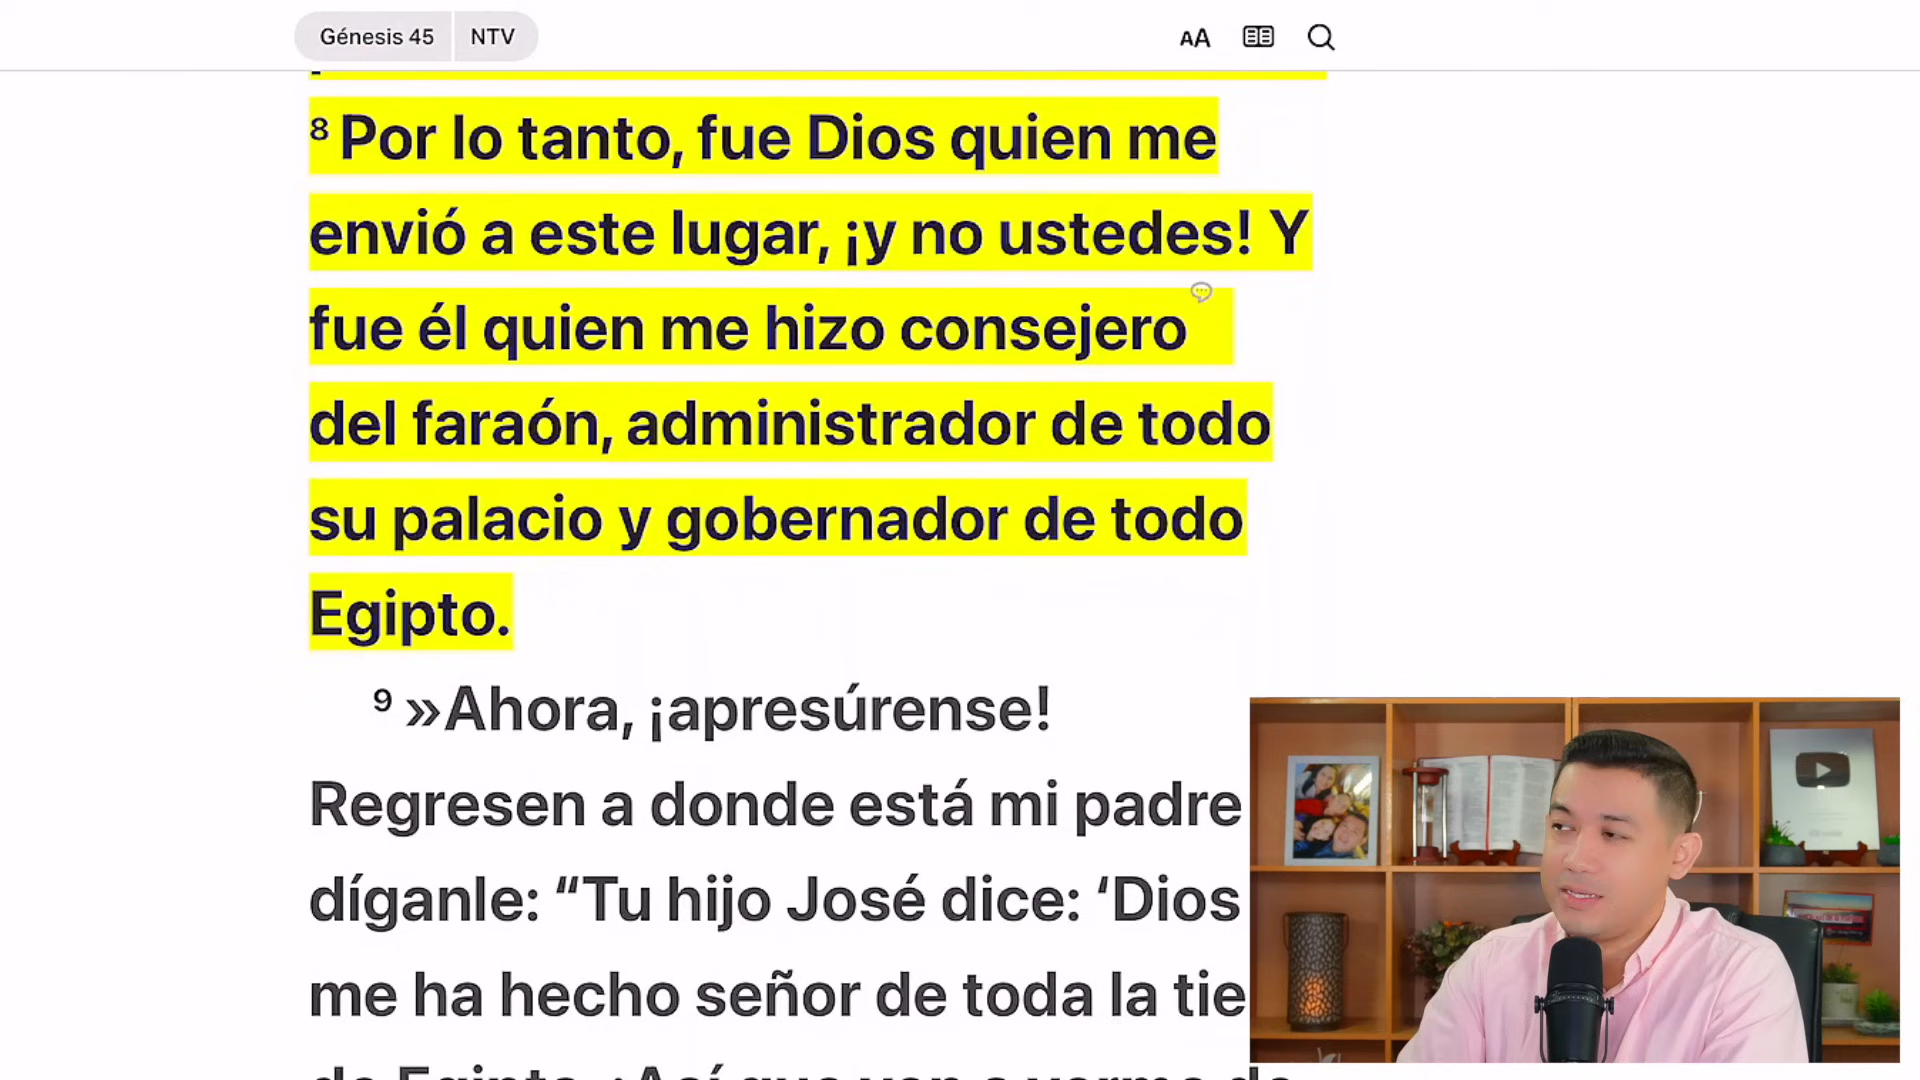 Génesis 45 NTV AA
8 Por lo tanto, fue Dios quien me
envió a este lugar, ¡y no ustedes! Y
fue él quien me hizo consejero
del faraón, administrador de todo
su palacio y gobernador de todo
Egipto.
9 »Ahora, ¡apresúrense!
Regresen a donde está mi padre
díganle: “Tu hijo José dice: ‘Dios
me ha hecho señor de toda la tie